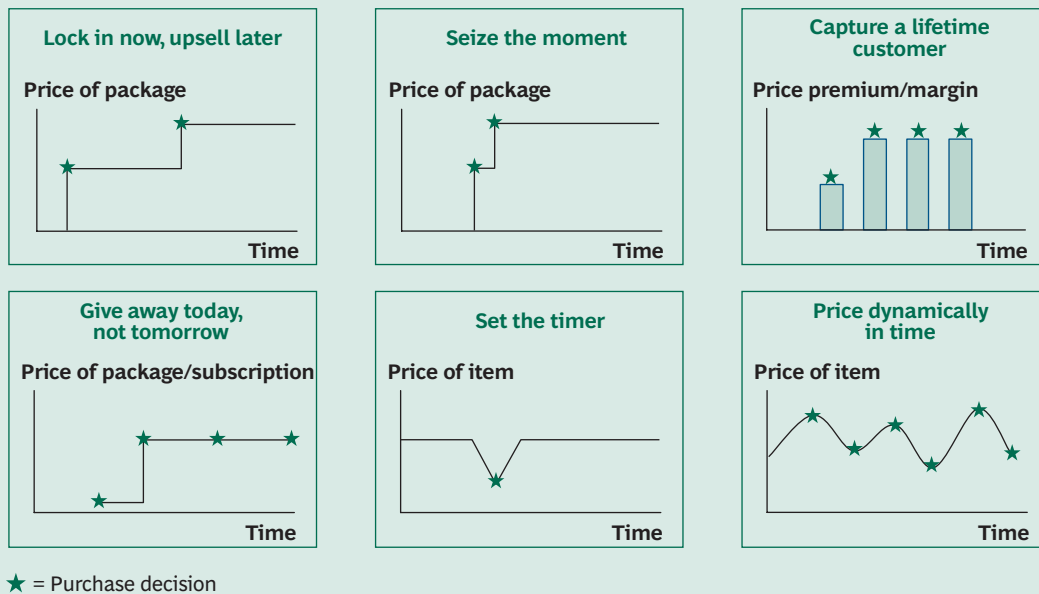 Lock in now, upsell later
Price of package
Time
Seize the moment
Price of package
Time
Capture a lifetime
customer
Price premium/margin
Time
Give away today,
not tomorrow
Price of package/subscription
Time
Set the timer
Price of item
Time
Price dynamically
in time
Price of item
Time
★ = Purchase decision